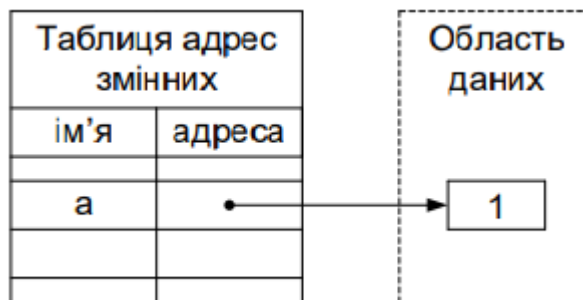 Таблиця адрес
змінних
ім’я
адреса
а
Область
даних
1